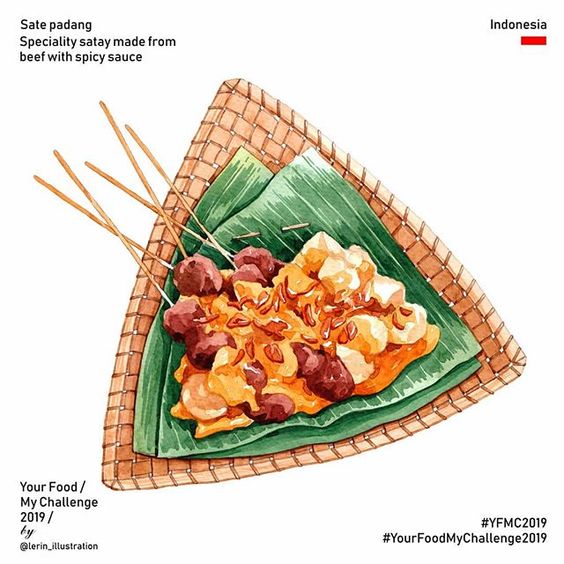 Sate padang
Speciality satay made from
beef with spicy sauce
Indonesia
Your Food /
My Challenge
2019 /
by
@lerin_illustration
#YFMC2019
#YourFoodMyChallenge2019